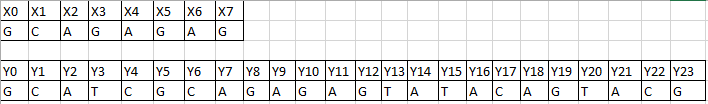 X0 X1 X2 X3 X4 X5 X6 X7
G C A G A G A G
Y0 Y1 Y2 Y3 Y4 Y5 Y6 Y7 Y8 Y9 Y10 Y11 Y12 Y13 Y14 Y15 Y16 Y17 Y18 Y19 Y20 Y21 Y22 Y23
G C A T C G C A G A G A G T A T A C A G T A C G